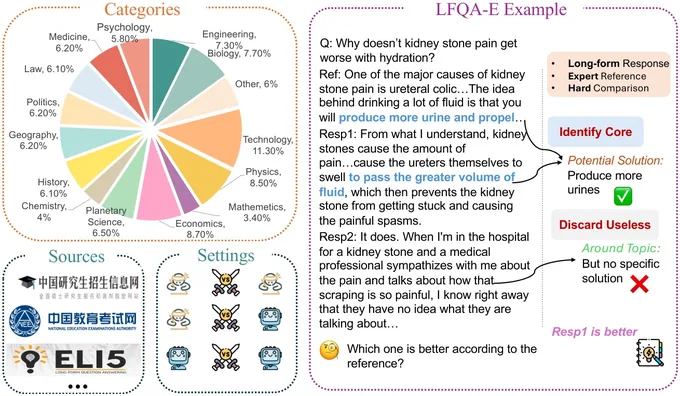 Categories
Psychology, 5.80%
Engineering, 7.30%
Biology, 7.70%
Other, 6%
Technology, 11.30%
Physics, 8.50%
Mathematics, 3.40%
Economics, 8.70%
Planetary Science, 6.50%
Chemistry, 4%
History, 6.10%
Geography, 6.20%
Politics, 6.20%
Law, 6.10%
Medicine, 6.20%
Sources
中国研究生招生信息网
中国教育考试网
NATIONAL EDUCATION EXAMINATIONS AUTHORITY
NEEA
ELI5
LONG FORM QUESTION ANSWERING
•••
Settings
VS
VS
VS
LFQA-E Example
Q: Why doesn't kidney stone pain get
worse with hydration?
Ref: One of the major causes of kidney
stone pain is ureteral colic…The idea
behind drinking a lot of fluid is that you
will produce more urine and propel…
Resp1: From what I understand, kidney
stones cause the amount of
pain…cause the ureters themselves to
swell to pass the greater volume of
fluid, which then prevents the kidney
stone from getting stuck and causing
the painful spasms.
Resp2: It does. When I'm in the hospital
for a kidney stone and a medical
professional sympathizes with me about
the pain and talks about how that
scraping is so painful, I know right away
that they have no idea what they are
talking about…
Which one is better according to the
reference?
• Long-form Response
• Expert Reference
• Hard Comparison
Identify Core
Potential Solution:
Produce more
urines
Discard Useless
Around Topic:
But no specific
solution
Resp1 is better